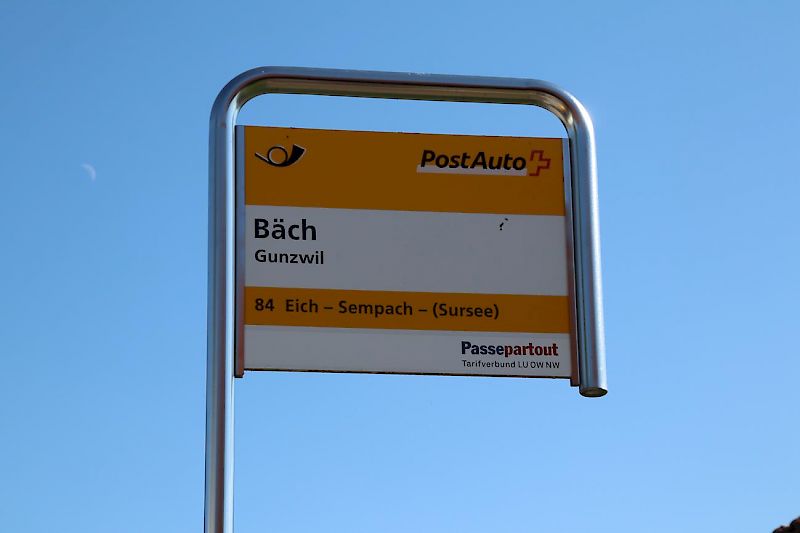 PostAuto
Bäch
Gunzwil
84 Eich – Sempach – (Sursee)
Passepartout
Tarifverbund LU OW NW